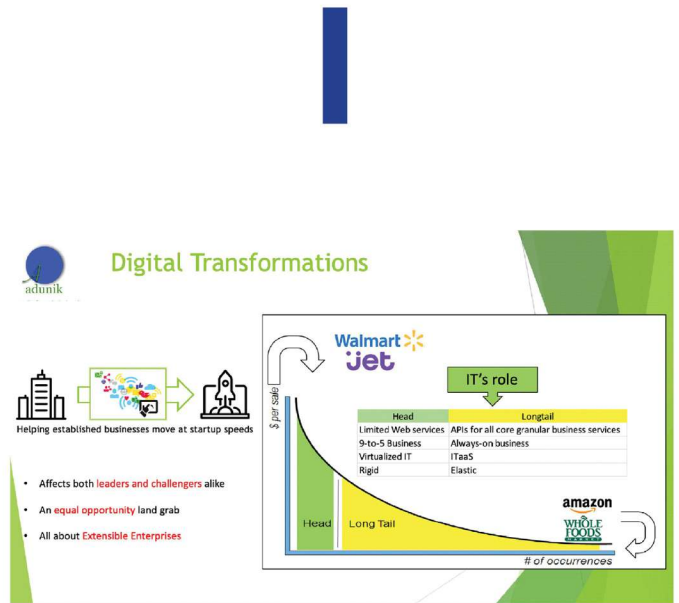 adunik
Digital Transformations
Helping established businesses move at startup speeds
• Affects both leaders and challengers alike
• An equal opportunity land grab
• All about Extensible Enterprises
Walmart
jet
IT's role
$ per sale
Head Longtail
Limited Web services APIs for all core granular business services
9-to-5 Business Always-on business
Virtualized IT ITaaS
Rigid Elastic
Head Long Tail
amazon
WHOLE
FOODS
MARKET
# of occurrences